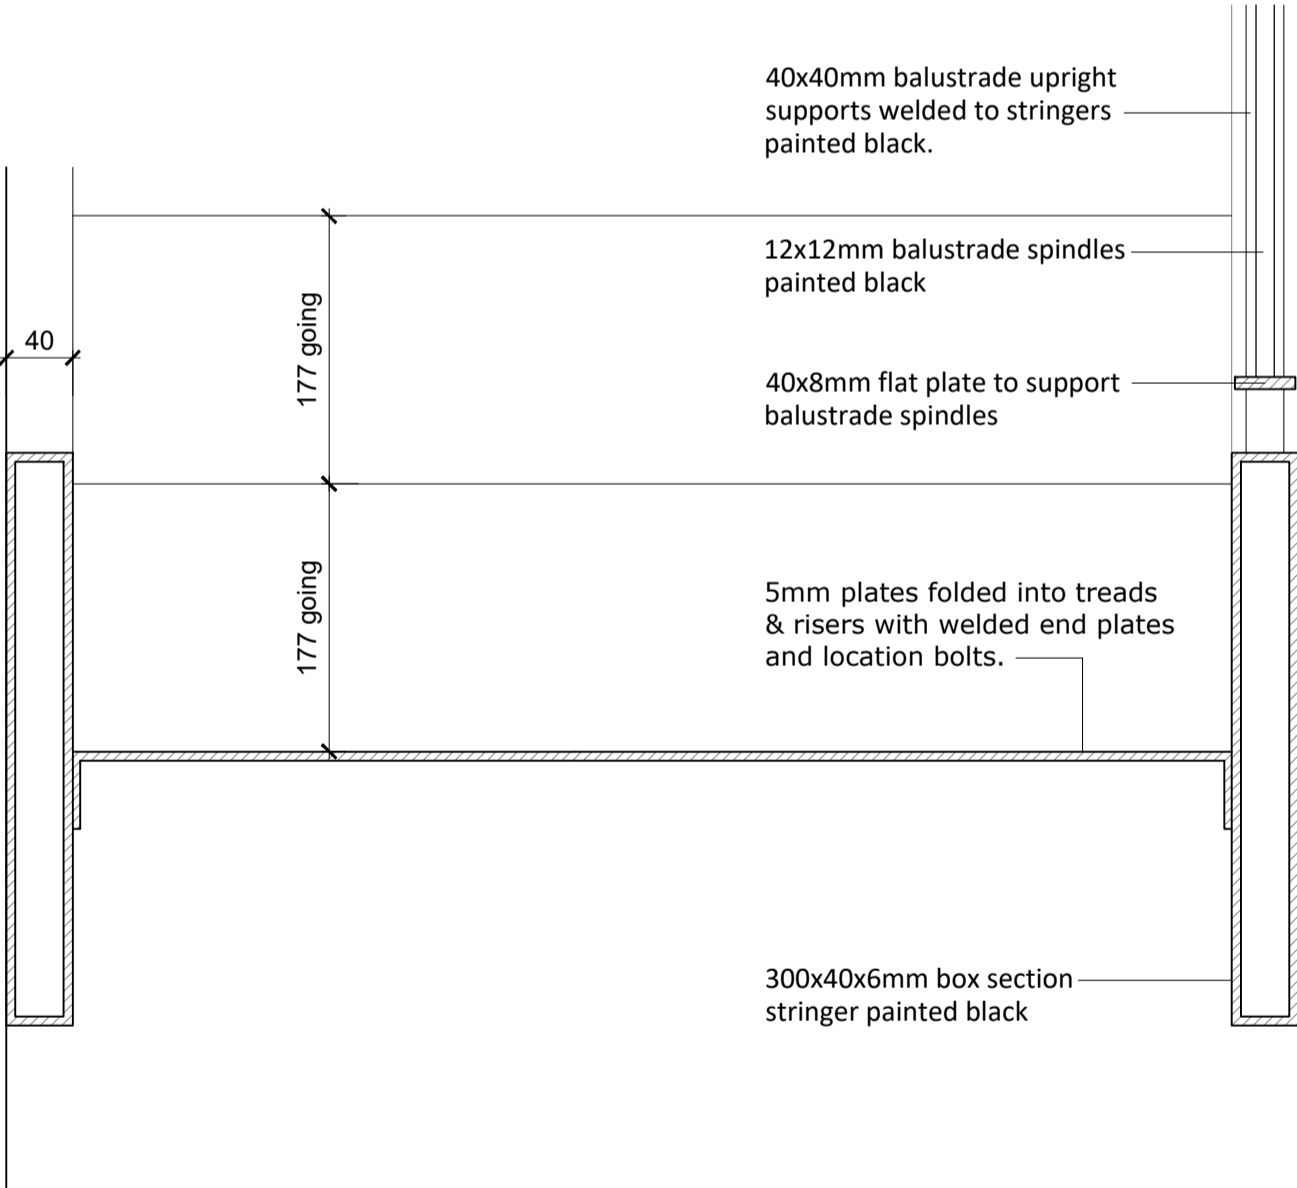 40x40mm balustrade upright
supports welded to stringers
painted black.
12x12mm balustrade spindles
painted black
177 going
40
40x8mm flat plate to support
balustrade spindles
177 going
5mm plates folded into treads
& risers with welded end plates
and location bolts.
300x40x6mm box section
stringer painted black